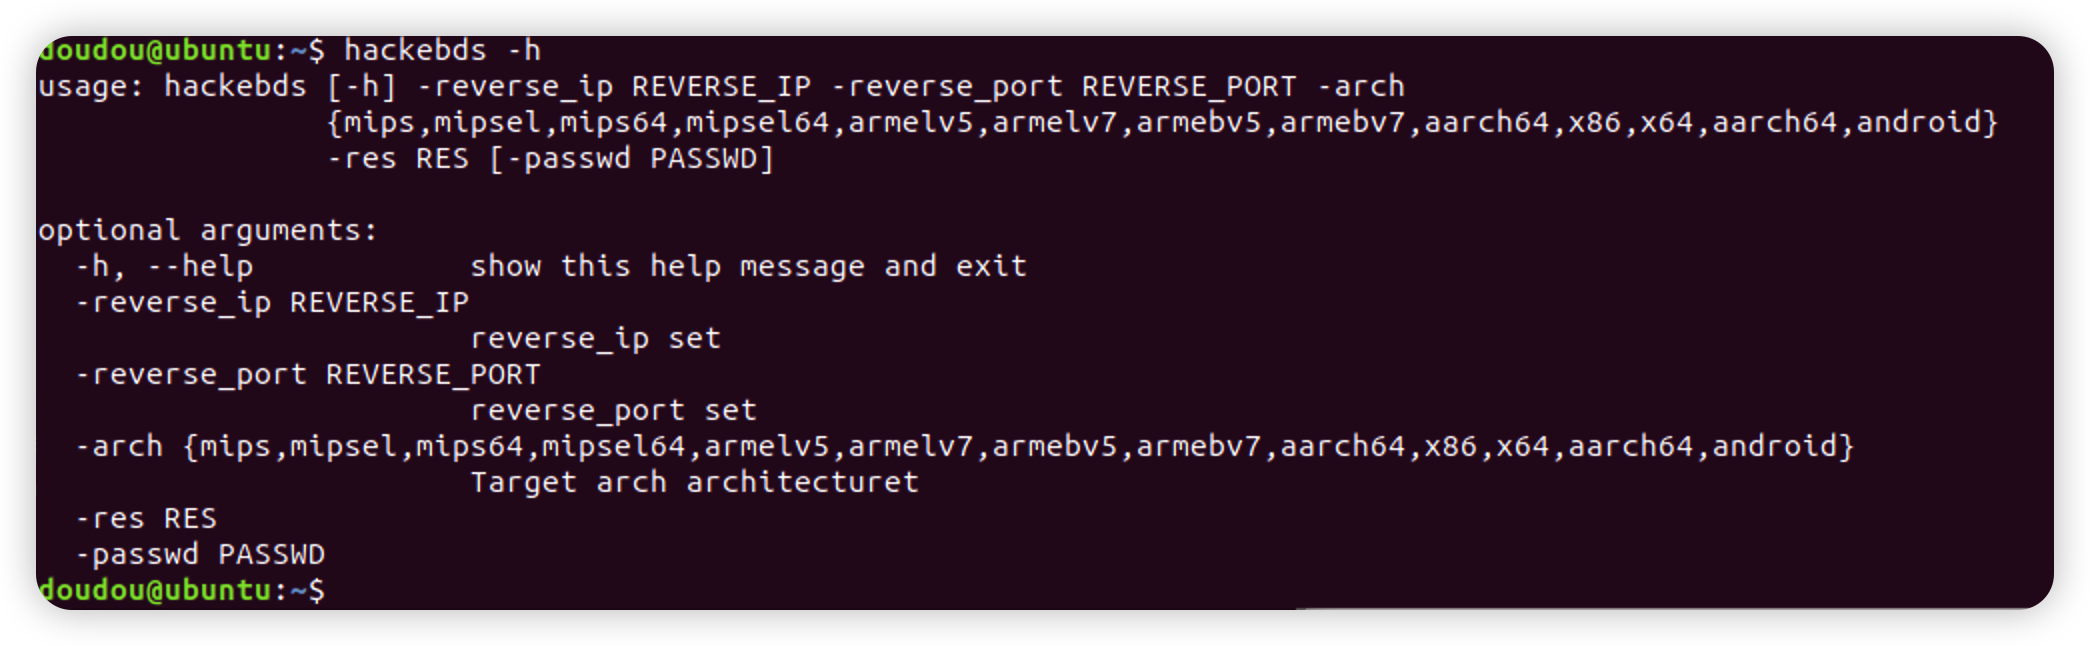 doudou@ubuntu:~$ hackebds -h
usage: hackebds [-h] -reverse_ip REVERSE_IP -reverse_port REVERSE_PORT -arch
{mips,mipsel,mips64,mipsel64,armelv5,armelv7,armebv5,armebv7,aarch64,x86,x64,aarch64,android}
-res RES [-passwd PASSWD]
optional arguments:
-h, --help show this help message and exit
-reverse_ip REVERSE_IP
reverse_ip set
-reverse_port REVERSE_PORT
reverse_port set
-arch {mips,mipsel,mips64,mipsel64,armelv5,armelv7,armebv5,armebv7,aarch64,x86,x64,aarch64,android}
Target arch architecturet
-res RES
-passwd PASSWD
doudou@ubuntu:~$